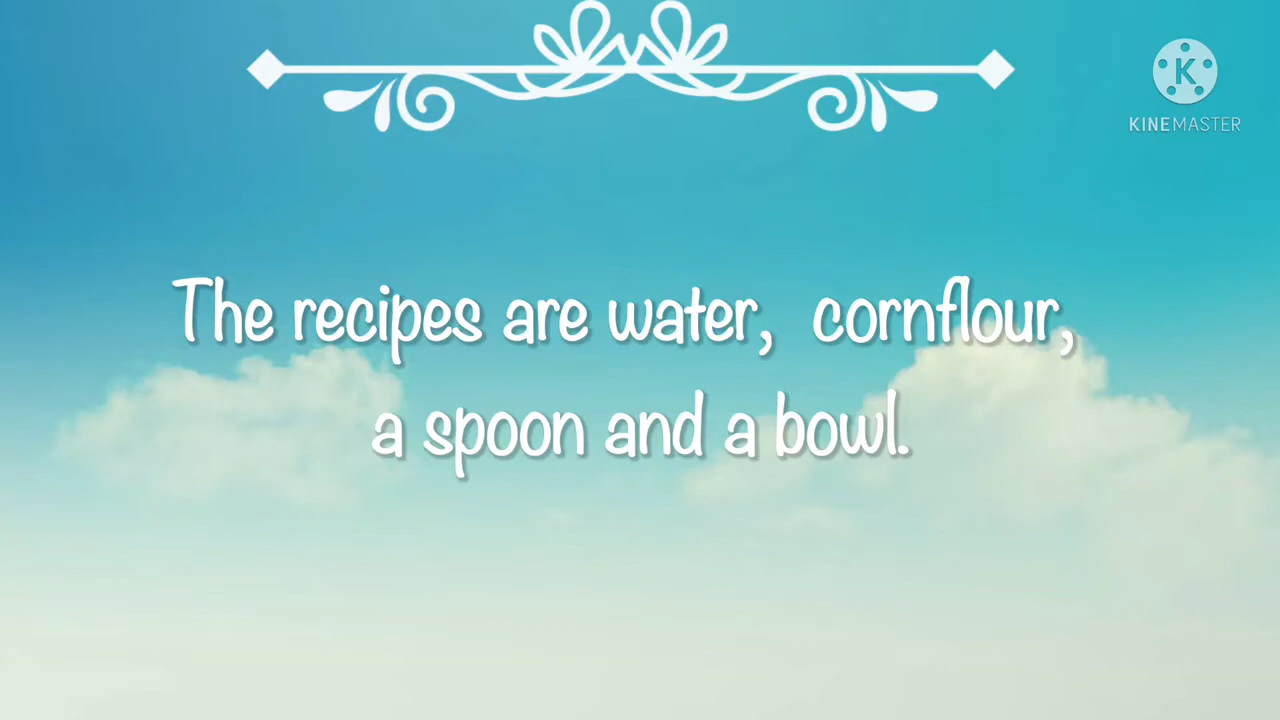 KINEMASTER
The recipes are water, cornflour,
a spoon and a bowl.